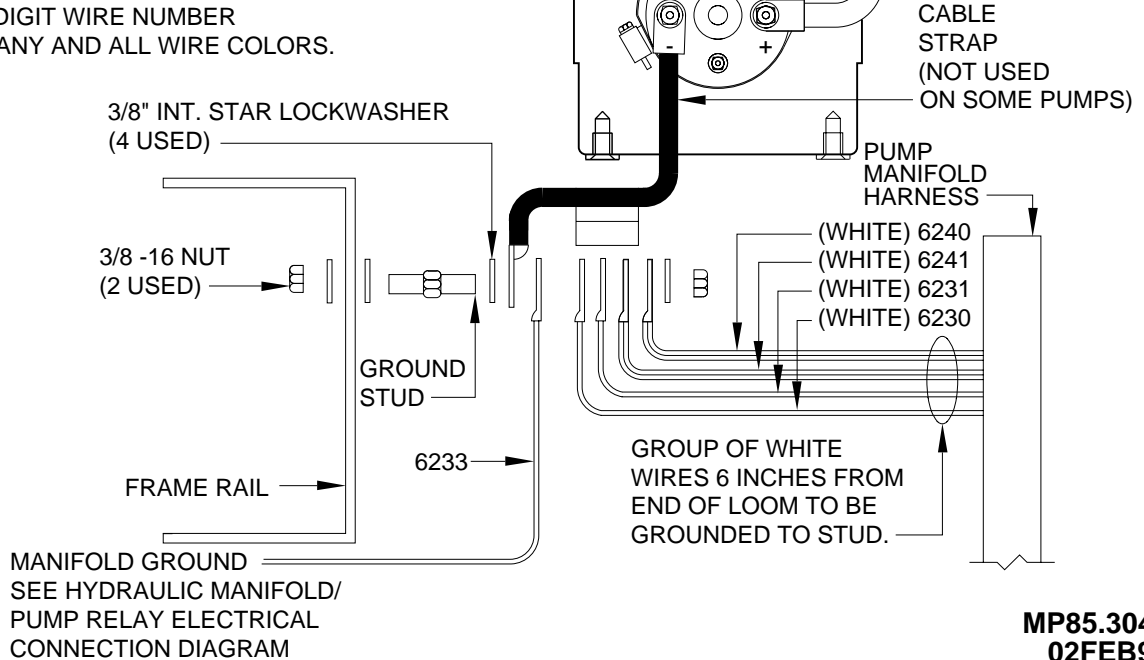 DIGIT WIRE NUMBER
ANY AND ALL WIRE COLORS.
-
+
CABLE
STRAP
(NOT USED
ON SOME PUMPS)
3/8" INT. STAR LOCKWASHER
(4 USED)
PUMP
MANIFOLD
HARNESS
3/8 -16 NUT
(2 USED)
(WHITE) 6240
(WHITE) 6241
(WHITE) 6231
(WHITE) 6230
GROUND
STUD
6233
FRAME RAIL
GROUP OF WHITE
WIRES 6 INCHES FROM
END OF LOOM TO BE
GROUNDED TO STUD.
MANIFOLD GROUND
SEE HYDRAULIC MANIFOLD/
PUMP RELAY ELECTRICAL
CONNECTION DIAGRAM
MP85.304
02FEB9